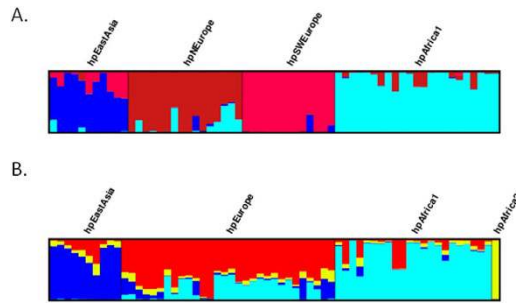 A.
hpEastAsia
hpNEurope
hpSWEurope
hpAfrica1
B.
hpEastAsia
hpEurope
hpAfrica1
hpAfrica2